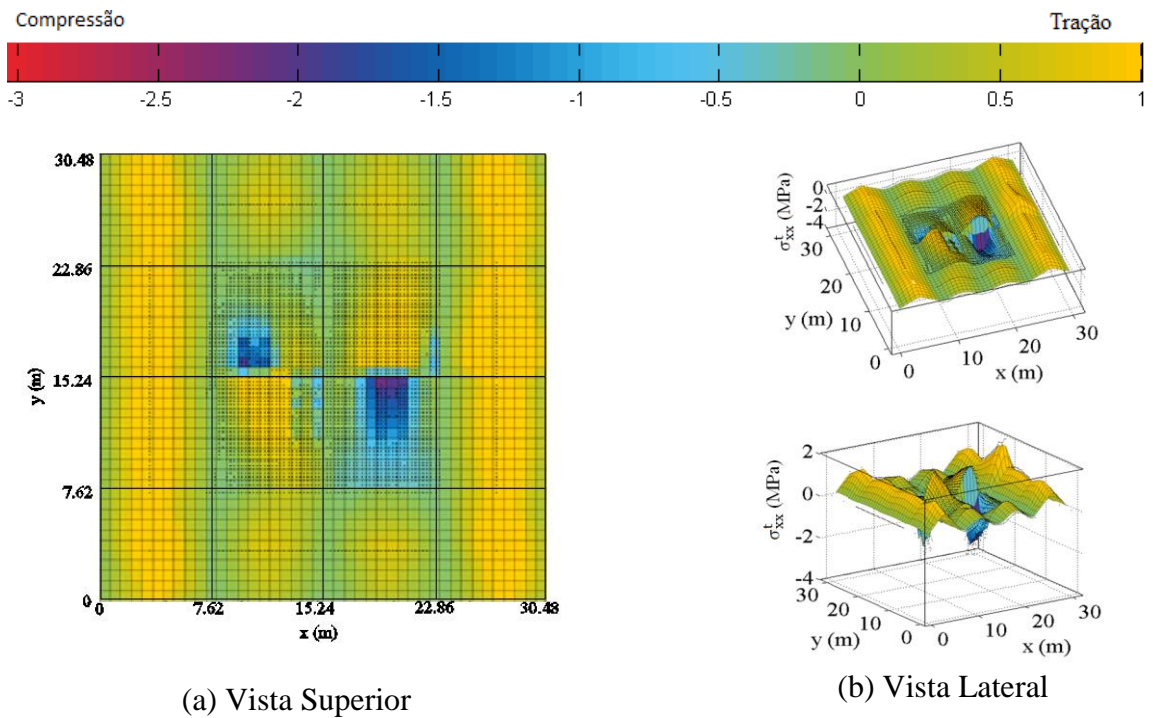 Compressão
Tração
-3 -2.5 -2 -1.5 -1 -0.5 0 0.5 1
30.48
22.86
15.24
7.62
0
y (m)
0 7.62 15.24 22.86 30.48
x (m)
(a) Vista Superior
0
-2
-4
σxx^t (MPa)
30
20
10
0
y (m)
0 10 20 30
x (m)
2
0
-2
-4
σxx^t (MPa)
30
20
10
0
y (m)
0 10 20 30
x (m)
(b) Vista Lateral